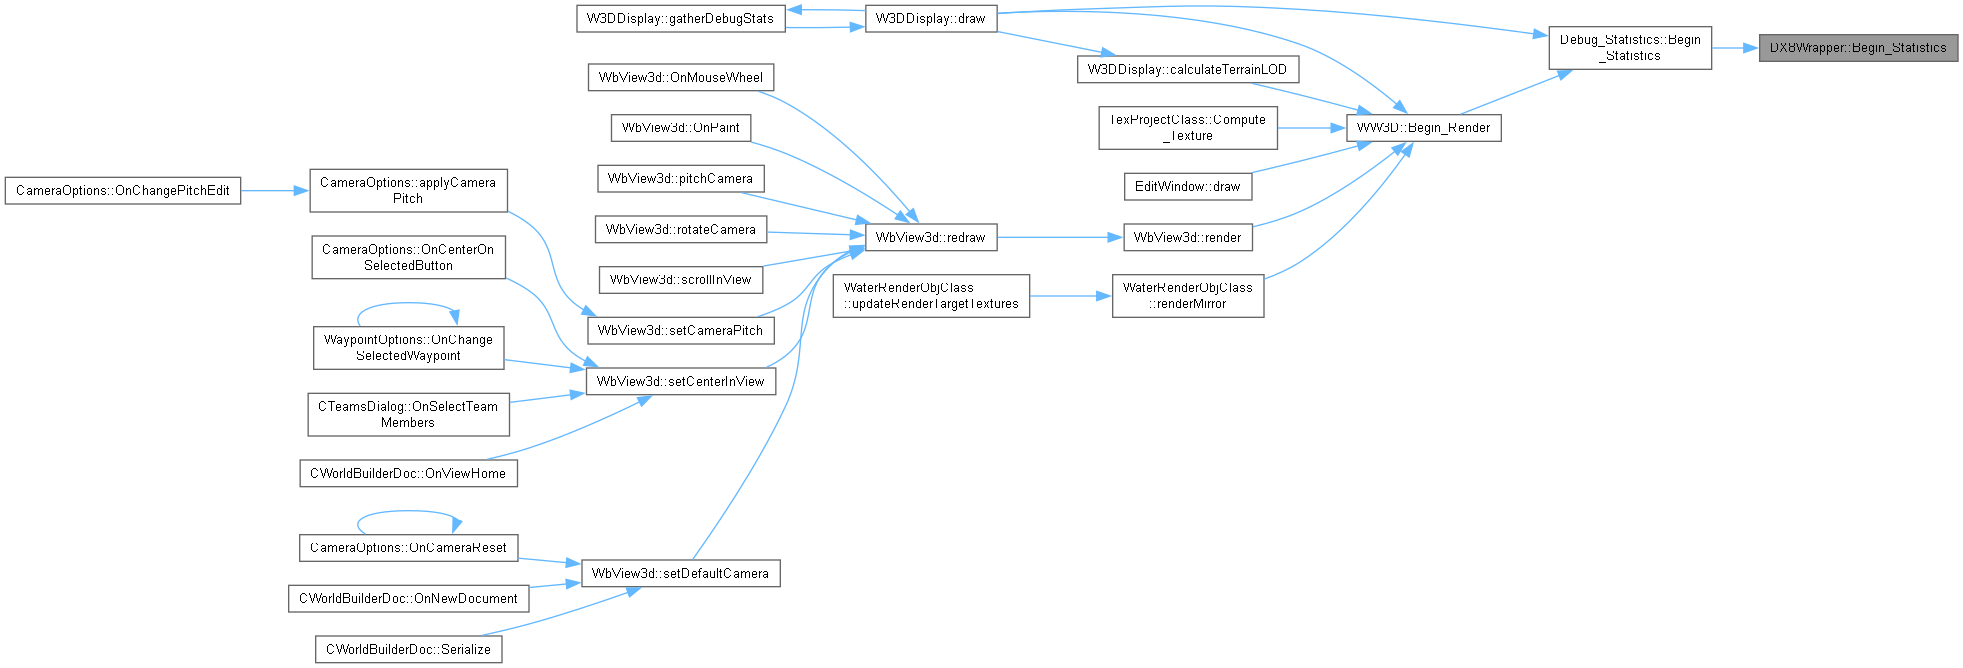 W3DDisplay::gatherDebugStats
W3DDisplay::draw
Debug_Statistics::Begin
_Statistics
DX8Wrapper::Begin_Statistics
WbView3d::OnMouseWheel
W3DDisplay::calculateTerrainLOD
WbView3d::OnPaint
TexProjectClass::Compute
_Texture
WW3D::Begin_Render
CameraOptions::OnChangePitchEdit
CameraOptions::applyCamera
Pitch
WbView3d::pitchCamera
EditWindow::draw
WbView3d::rotateCamera
WbView3d::redraw
WbView3d::render
CameraOptions::OnCenterOn
SelectedButton
WbView3d::scrollInView
WaterRenderObjClass
::updateRenderTargetTextures
WaterRenderObjClass
::renderMirror
WbView3d::setCameraPitch
WaypointOptions::OnChange
SelectedWaypoint
WbView3d::setCenterInView
CTeamsDialog::OnSelectTeam
Members
CWorldBuilderDoc::OnViewHome
CameraOptions::OnCameraReset
WbView3d::setDefaultCamera
CWorldBuilderDoc::OnNewDocument
CWorldBuilderDoc::Serialize